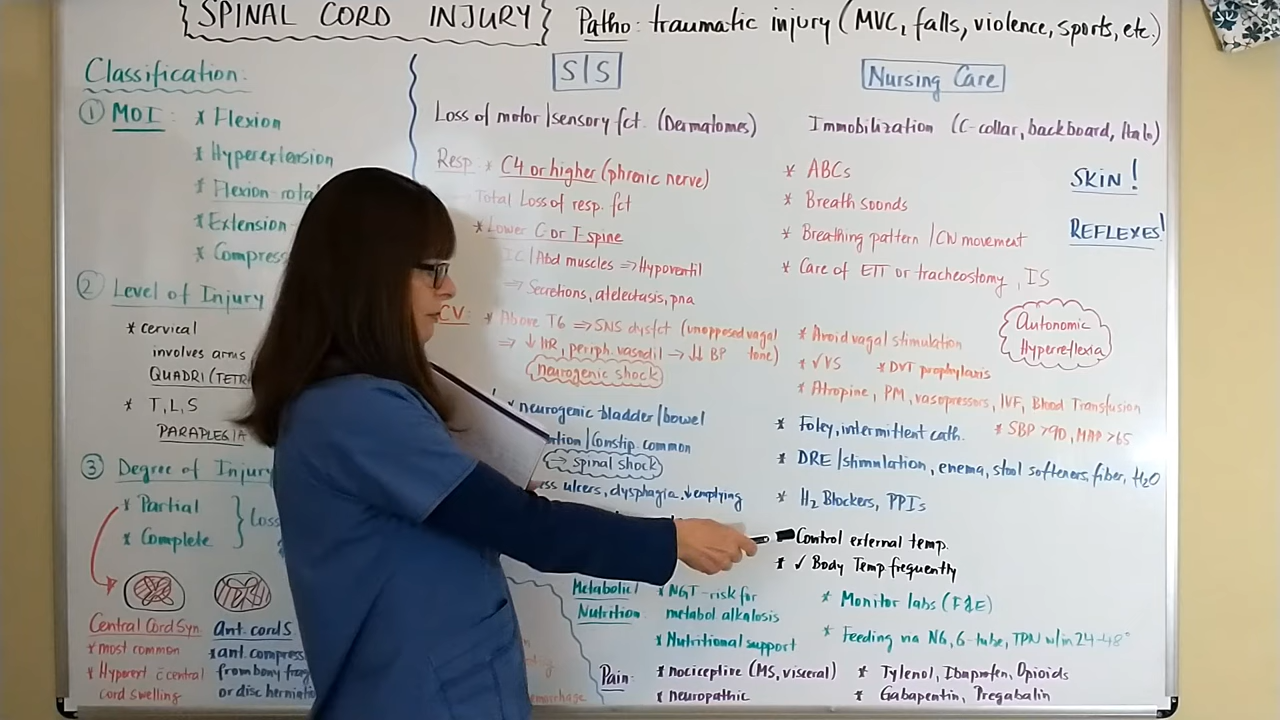 SPINAL CORD INJURY Patho: traumatic injury (MVC, falls, violence, sports, etc.)
Classification:
① MOI: * Flexion
* Hyperextension
* Flexion-rota
* Extension-
* Compress
② Level of Injury
* cervical
involves arms
QUADRI (TETR
* T, L, S
PARAPLEGIA
③ Degree of Injury
* Partial
* Complete } Loss
Central Cord Syn.
* most common
* Hyperext c̄ central
cord swelling
Ant. cord S
* ant. compress
from bony frag
or disc herniat
S|S
Loss of motor/sensory fct. (Dermatomes)
Resp * C4 or higher (phrenic nerve)
Total Loss of resp. fct
* Lower C or T-spine
IC/Abd muscles ⇒ Hypoventil
⇒ Secretions, atelectasis, pna
CV: * Above T6 ⇒ SNS dysfct (unopposed vagal
⇒ ↓ HR, periph. vasodil → ↓↓ BP tone)
neurogenic shock
* neurogenic bladder/bowel
ntion/Constip. common
→ spinal shock
ess ulcers, dysphagia, ↓ emptying
Metabolic/
Nutrition:
* NGT-risk for
metabol alkalosis
* Nutritional support
Pain: * nociceptive (MS, visceral)
* neuropathic
Nursing Care
Immobilization (C-collar, backboard, Halo)
* ABCs
* Breath sounds
* Breathing pattern/CW movement
* Care of ETT or tracheostomy, IS
SKIN!
REFLEXES!
Autonomic
Hyperreflexia
* Avoid vagal stimulation
* √VS * DVT prophylaxis
* Atropine, PM, vasopressors, IVF, Blood Transfusion
* SBP >90, MAP >65
* Foley, intermittent cath.
* DRE/stimulation, enema, stool softeners, fiber, H₂O
* H₂ Blockers, PPIs
Control external temp.
* √ Body Temp frequently
* Monitor labs (F&E)
* Feeding via NG, G-tube, TPN w/in 24-48°
* Tylenol, Ibuprofen, Opioids
* Gabapentin, Pregabalin